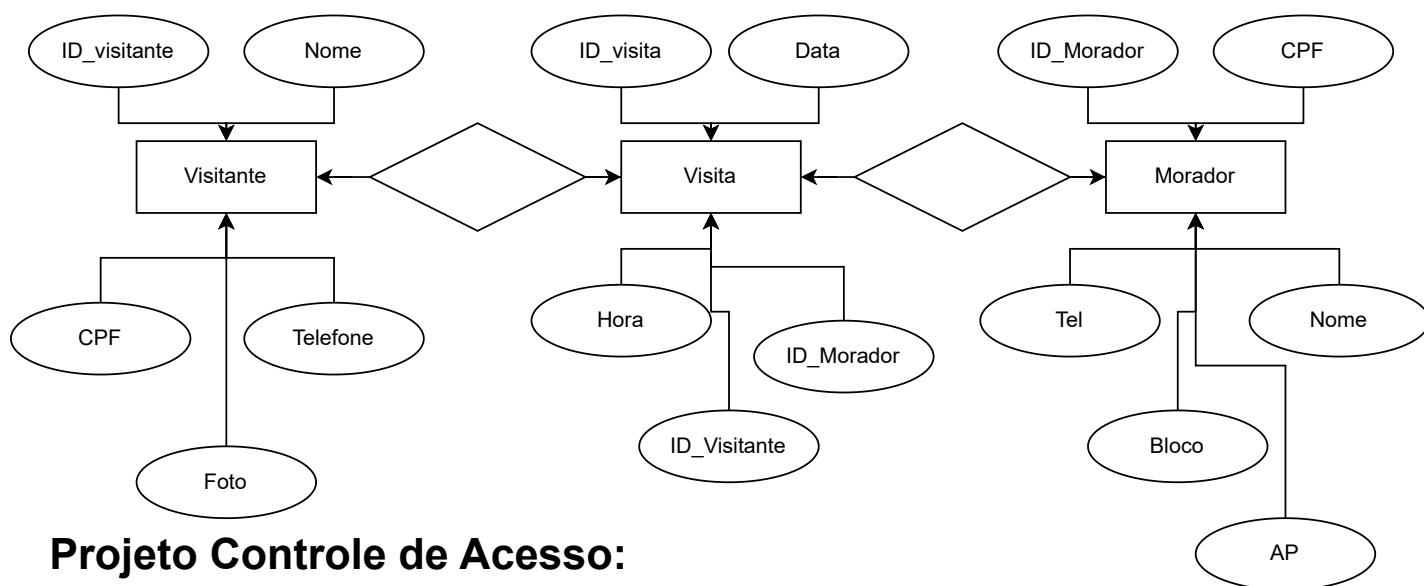 ID_visitante
Nome
ID_visita
Data
ID_Morador
CPF
Visitante
Visita
Morador
CPF
Telefone
Hora
ID_Morador
Tel
Nome
Foto
ID_Visitante
Bloco
AP
Projeto Controle de Acesso: